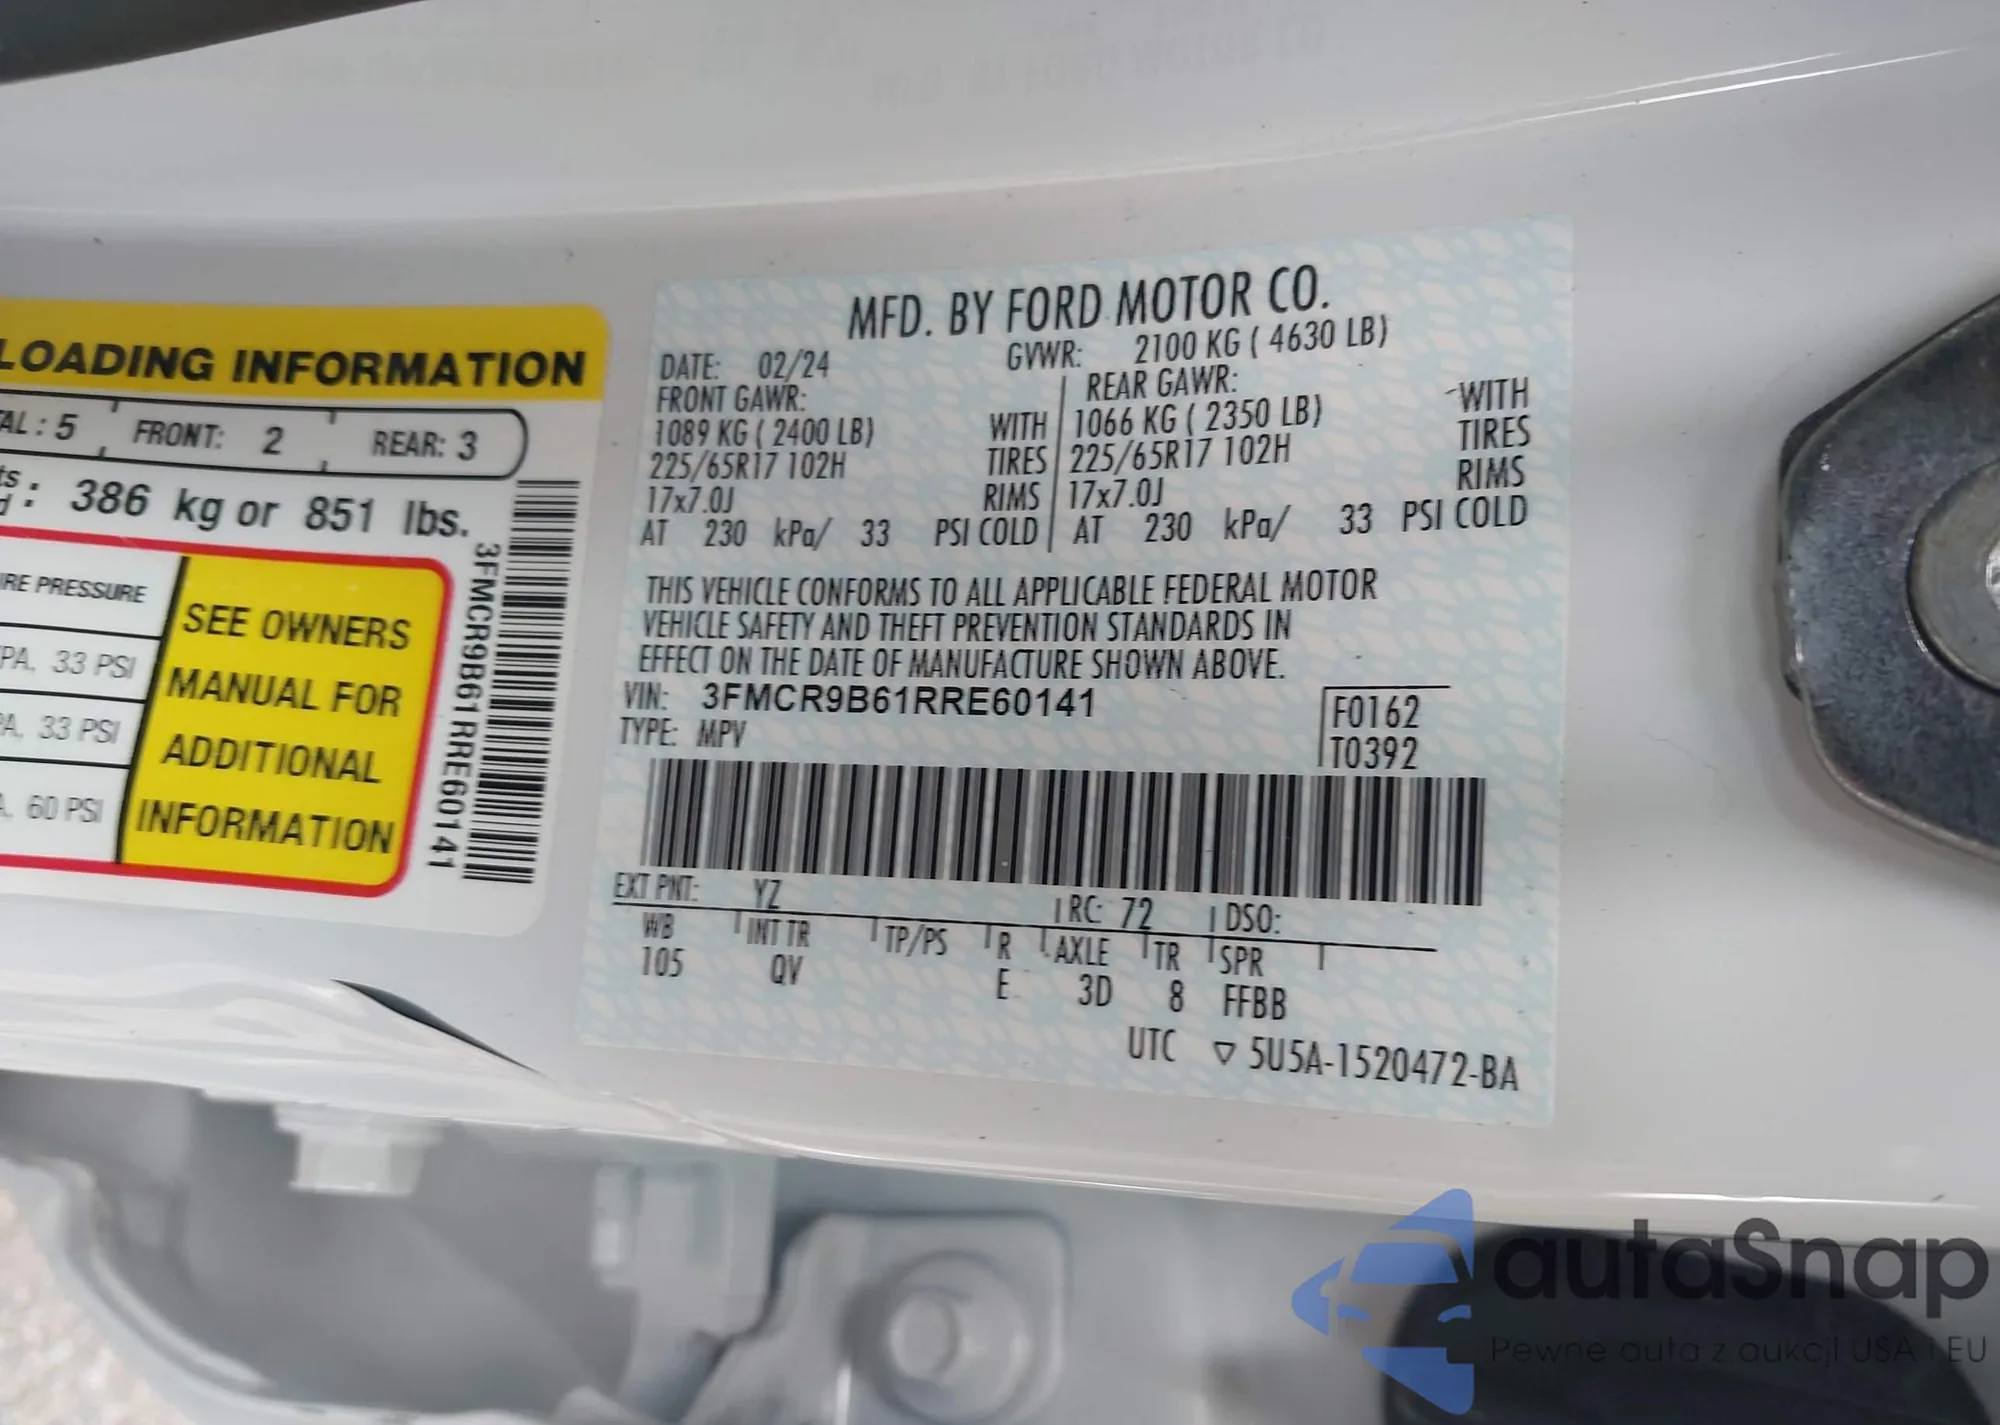 LOADING INFORMATION
TAL : 5 FRONT: 2 REAR: 3
: 386 kg or 851 lbs.
RE PRESSURE
PA, 33 PSI
A, 33 PSI
A, 60 PSI
SEE OWNERS
MANUAL FOR
ADDITIONAL
INFORMATION
3FMCR9B61RRE60141
MFD. BY FORD MOTOR CO.
DATE: 02/24 GVWR: 2100 KG ( 4630 LB)
FRONT GAWR: REAR GAWR:
1089 KG ( 2400 LB) WITH 1066 KG ( 2350 LB) WITH
225/65R17 102H TIRES 225/65R17 102H TIRES
17x7.0J RIMS 17x7.0J RIMS
AT 230 kPa/ 33 PSI COLD AT 230 kPa/ 33 PSI COLD
THIS VEHICLE CONFORMS TO ALL APPLICABLE FEDERAL MOTOR
VEHICLE SAFETY AND THEFT PREVENTION STANDARDS IN
EFFECT ON THE DATE OF MANUFACTURE SHOWN ABOVE.
VIN: 3FMCR9B61RRE60141 F0162
TYPE: MPV T0392
EXT PNT: YZ RC: 72 DSO:
WB INT TR TP/PS R AXLE TR SPR
105 QV E 3D 8 FFBB
UTC ▽ 5U5A-1520472-BA
autaSnap
Pewne auta z aukcji USA i EU